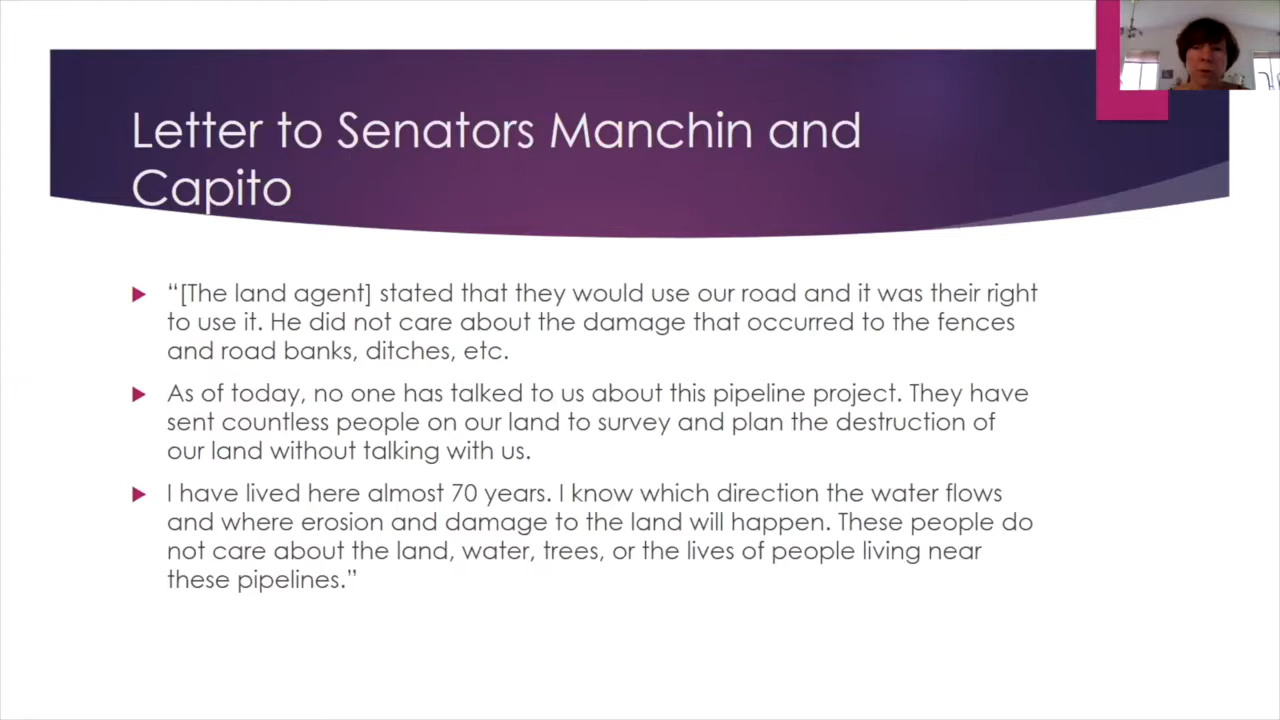 Letter to Senators Manchin and
Capito
“[The land agent] stated that they would use our road and it was their right
to use it. He did not care about the damage that occurred to the fences
and road banks, ditches, etc.
As of today, no one has talked to us about this pipeline project. They have
sent countless people on our land to survey and plan the destruction of
our land without talking with us.
I have lived here almost 70 years. I know which direction the water flows
and where erosion and damage to the land will happen. These people do
not care about the land, water, trees, or the lives of people living near
these pipelines.”